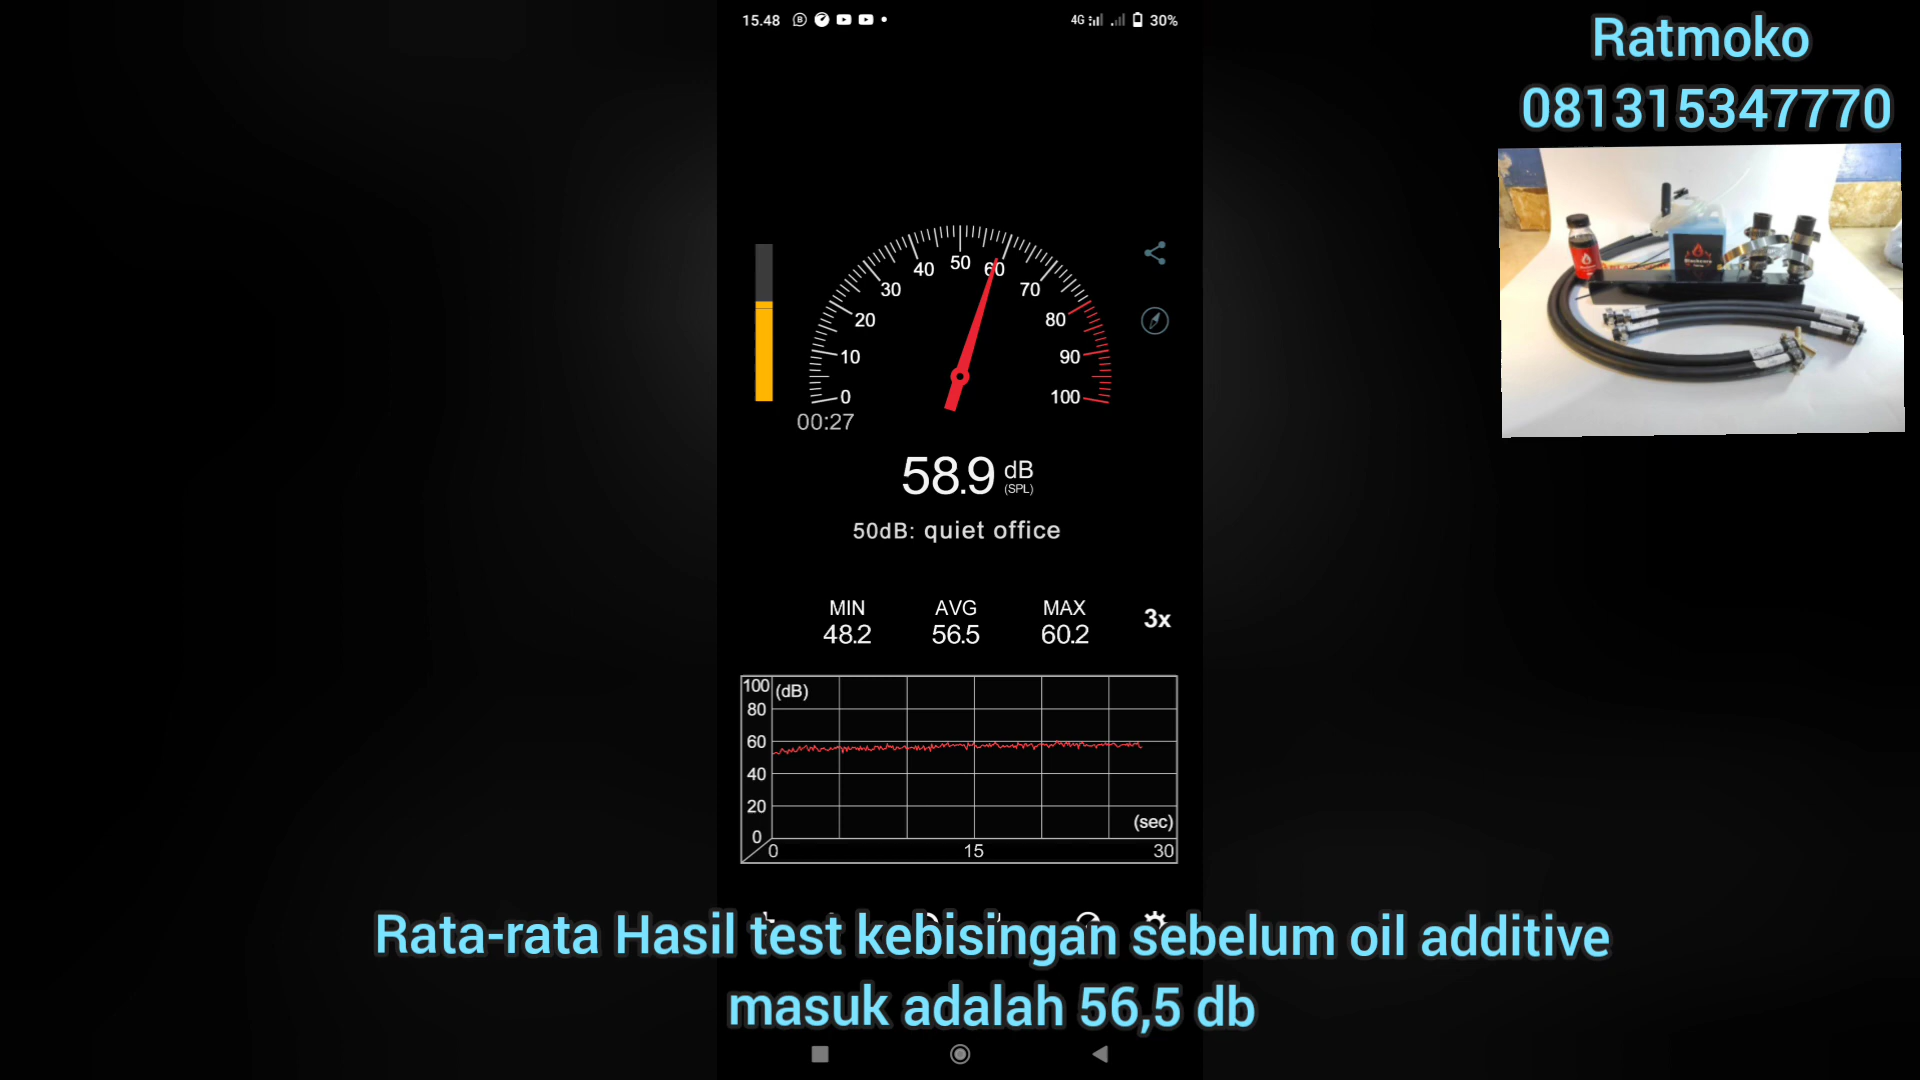 15.48
4G
30%
Ratmoko
081315347770
0
10
20
30
40
50
60
70
80
90
100
00:27
58.9 dB
(SPL)
50dB: quiet office
MIN AVG MAX
48.2 56.5 60.2
3x
100 (dB)
80
60
40
20
0
(sec)
0 15 30
Rata-rata Hasil test kebisingan sebelum oil additive
masuk adalah 56,5 db